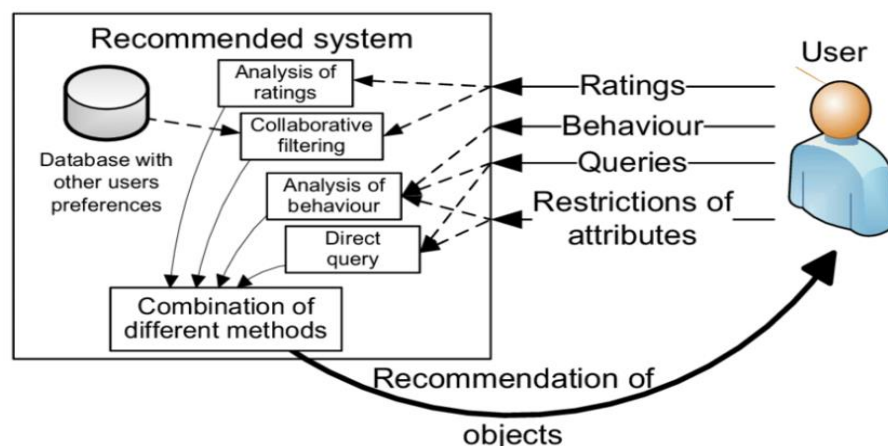 Recommended system
User
Analysis of
ratings
Ratings
Collaborative
filtering
Behaviour
Database with
other users
preferences
Analysis of
behaviour
Queries
Restrictions of
attributes
Direct
query
Combination of
different methods
Recommendation of
objects